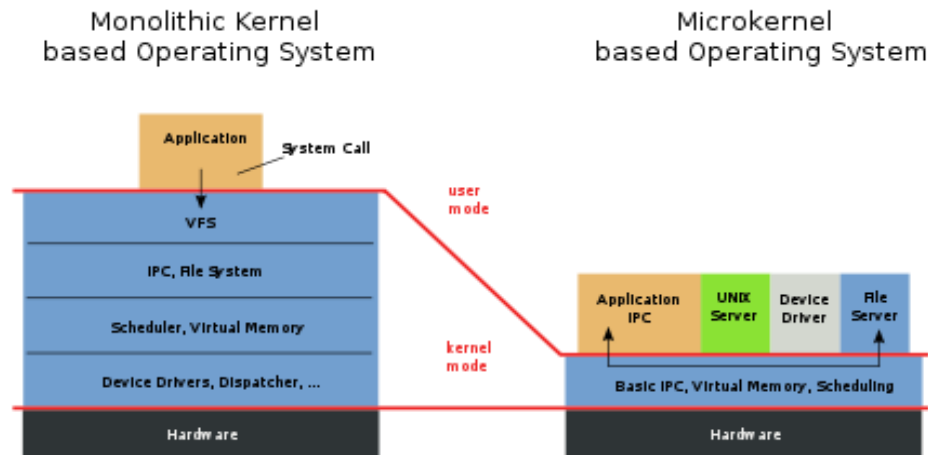 Monolithic Kernel
based Operating System
Microkernel
based Operating System
Application
System Call
VFS
IPC, File System
Scheduler, Virtual Memory
Device Drivers, Dispatcher, ...
Hardware
user
mode
kernel
mode
Application
IPC
UNIX
Server
Device
Driver
File
Server
Basic IPC, Virtual Memory, Scheduling
Hardware